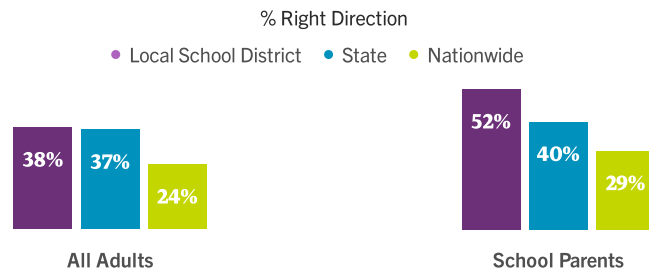 % Right Direction
Local School District State Nationwide
38% 37% 24%
52% 40% 29%
All Adults School Parents